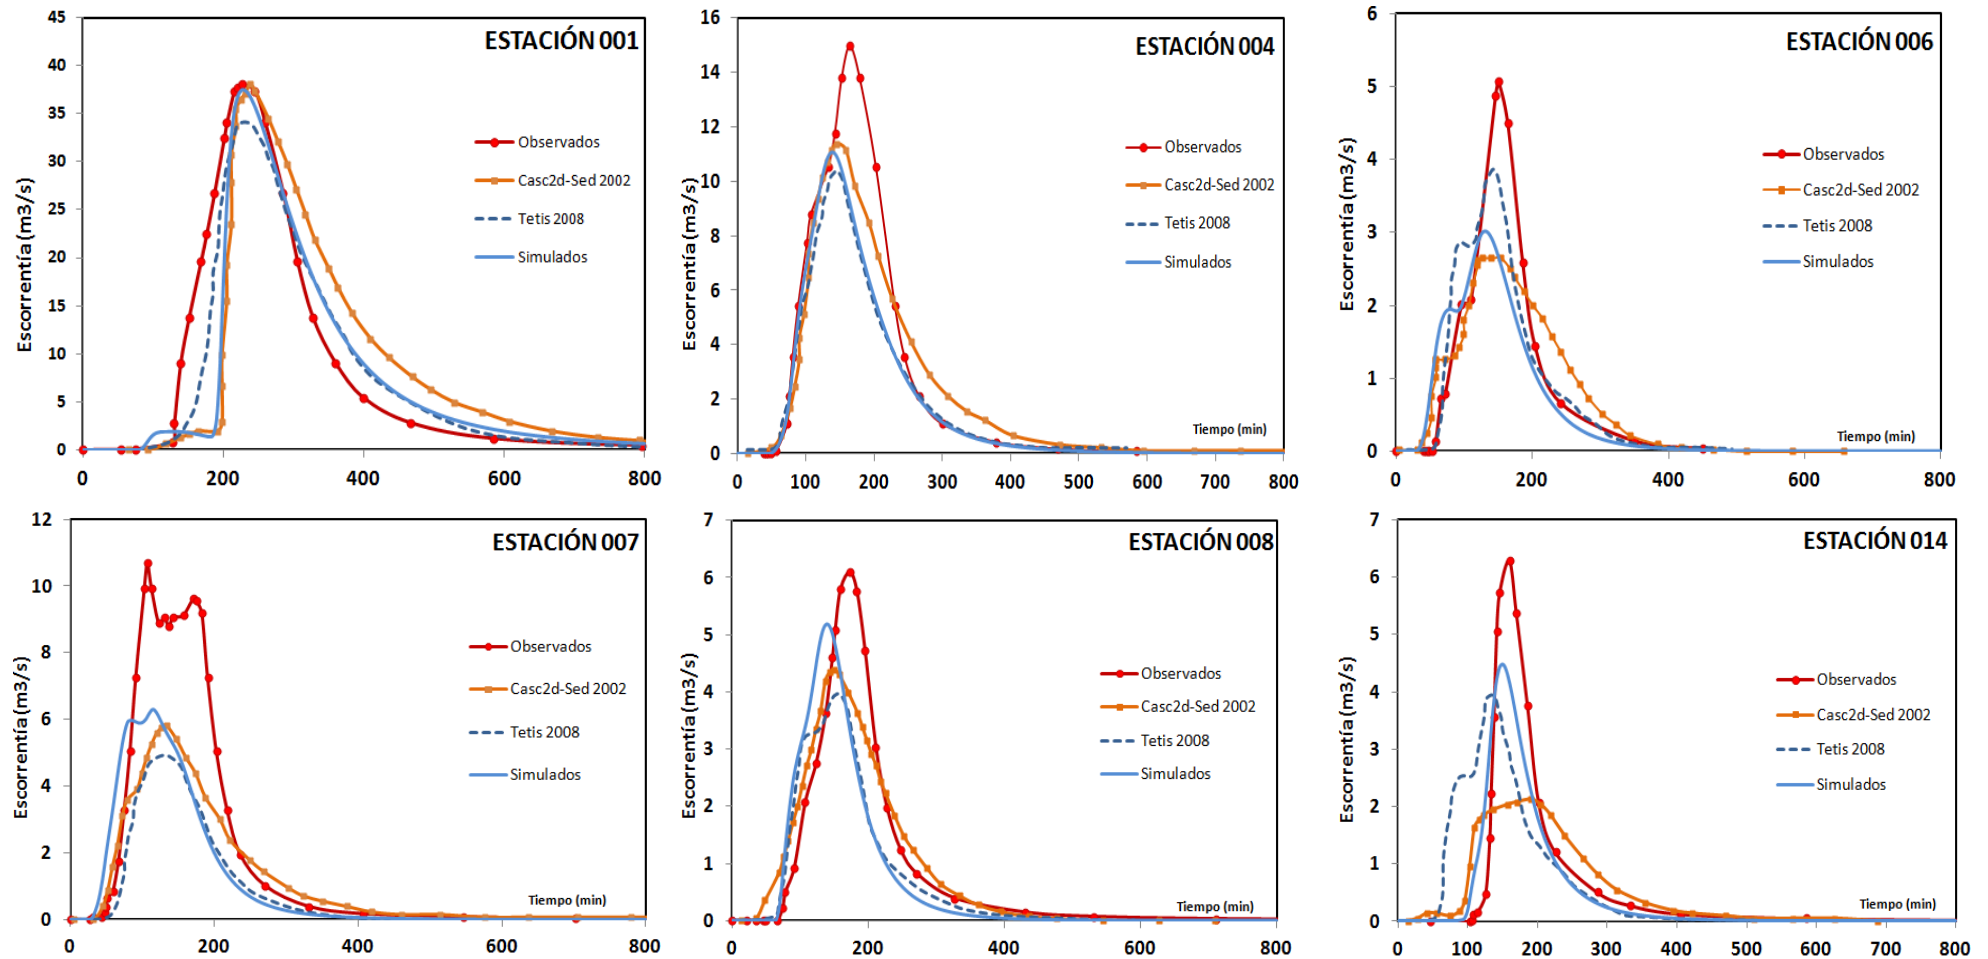 ESTACIÓN 001
Escorrentía (m3/s)
45
40
35
30
25
20
15
10
5
0
0 200 400 600 800
Observados
Casc2d-Sed 2002
Tetis 2008
Simulados
ESTACIÓN 004
Escorrentía (m3/s)
16
14
12
10
8
6
4
2
0
0 100 200 300 400 500 600 700 800
Observados
Casc2d-Sed 2002
Tetis 2008
Simulados
Tiempo (min)
ESTACIÓN 006
Escorrentía (m3/s)
6
5
4
3
2
1
0
0 200 400 600 800
Observados
Casc2d-Sed 2002
Tetis 2008
Simulados
Tiempo (min)
ESTACIÓN 007
Escorrentía (m3/s)
12
10
8
6
4
2
0
0 200 400 600 800
Observados
Casc2d-Sed 2002
Tetis 2008
Simulados
Tiempo (min)
ESTACIÓN 008
Escorrentía (m3/s)
7
6
5
4
3
2
1
0
0 200 400 600 800
Observados
Casc2d-Sed 2002
Tetis 2008
Simulados
Tiempo (min)
ESTACIÓN 014
Escorrentía (m3/s)
7
6
5
4
3
2
1
0
0 100 200 300 400 500 600 700 800
Observados
Casc2d-Sed 2002
Tetis 2008
Simulados
Tiempo (min)